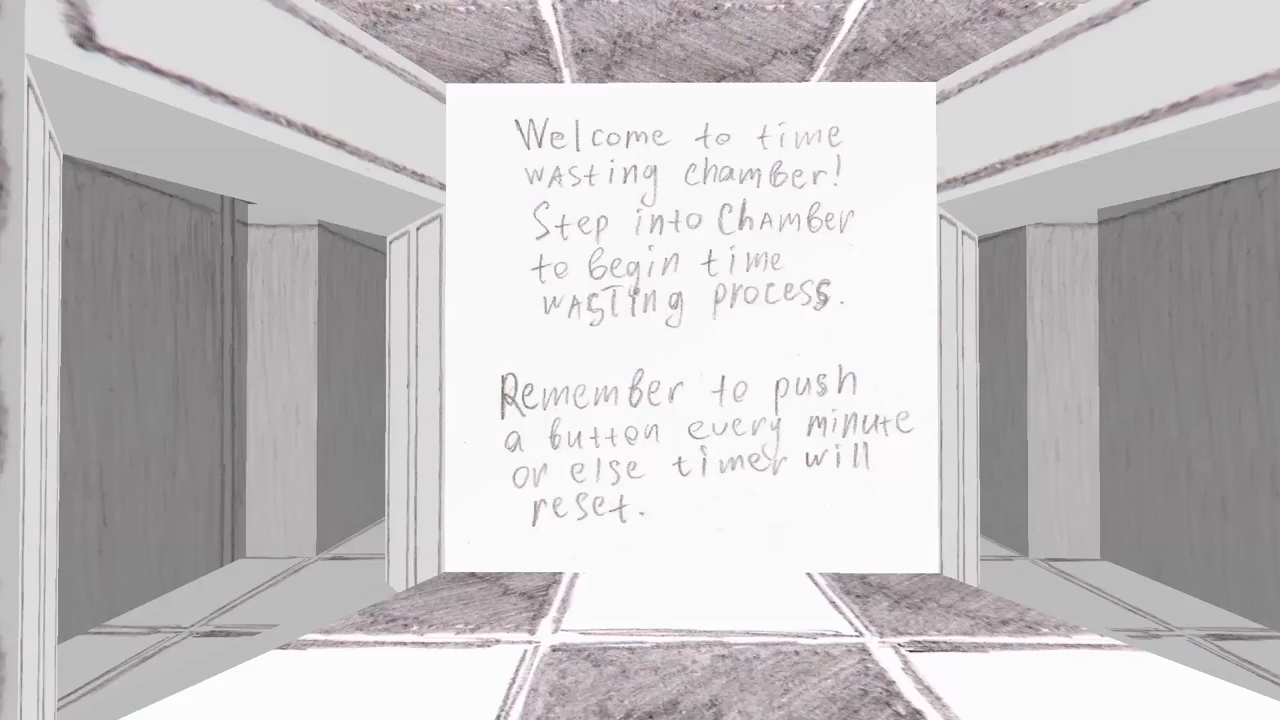 Welcome to time
wAsting chamber!
Step into ChAmber
to begin time
wAsTing process.
Remember to push
a button every minute
or else timer will
reset.